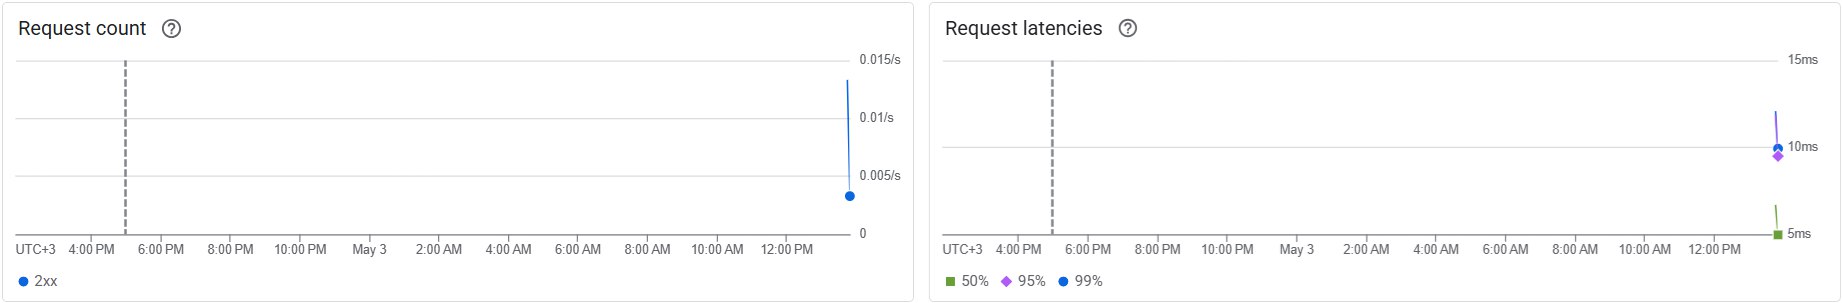 Request count
0.015/s
0.01/s
0.005/s
0
UTC+3 4:00 PM 6:00 PM 8:00 PM 10:00 PM May 3 2:00 AM 4:00 AM 6:00 AM 8:00 AM 10:00 AM 12:00 PM
2xx
Request latencies
15ms
10ms
5ms
UTC+3 4:00 PM 6:00 PM 8:00 PM 10:00 PM May 3 2:00 AM 4:00 AM 6:00 AM 8:00 AM 10:00 AM 12:00 PM
50% 95% 99%